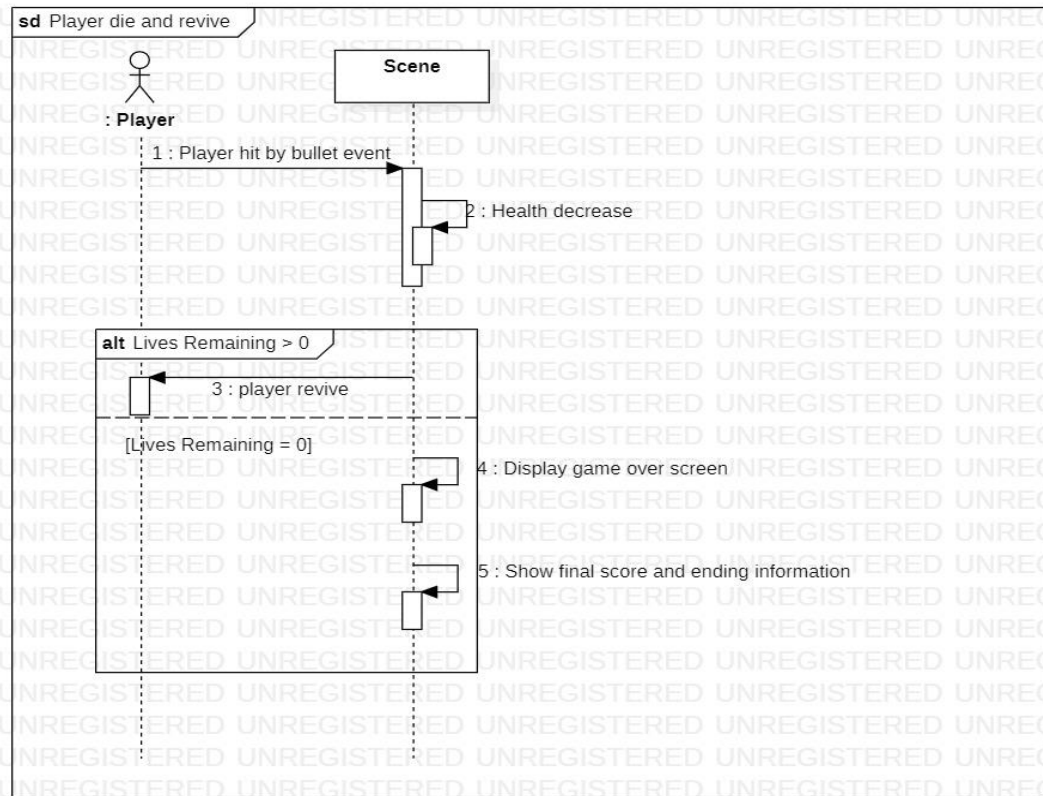 sd Player die and revive
Scene
: Player
1 : Player hit by bullet event
2 : Health decrease
alt Lives Remaining > 0
3 : player revive
[Lives Remaining = 0]
4 : Display game over screen
5 : Show final score and ending information
UNREGISTERED